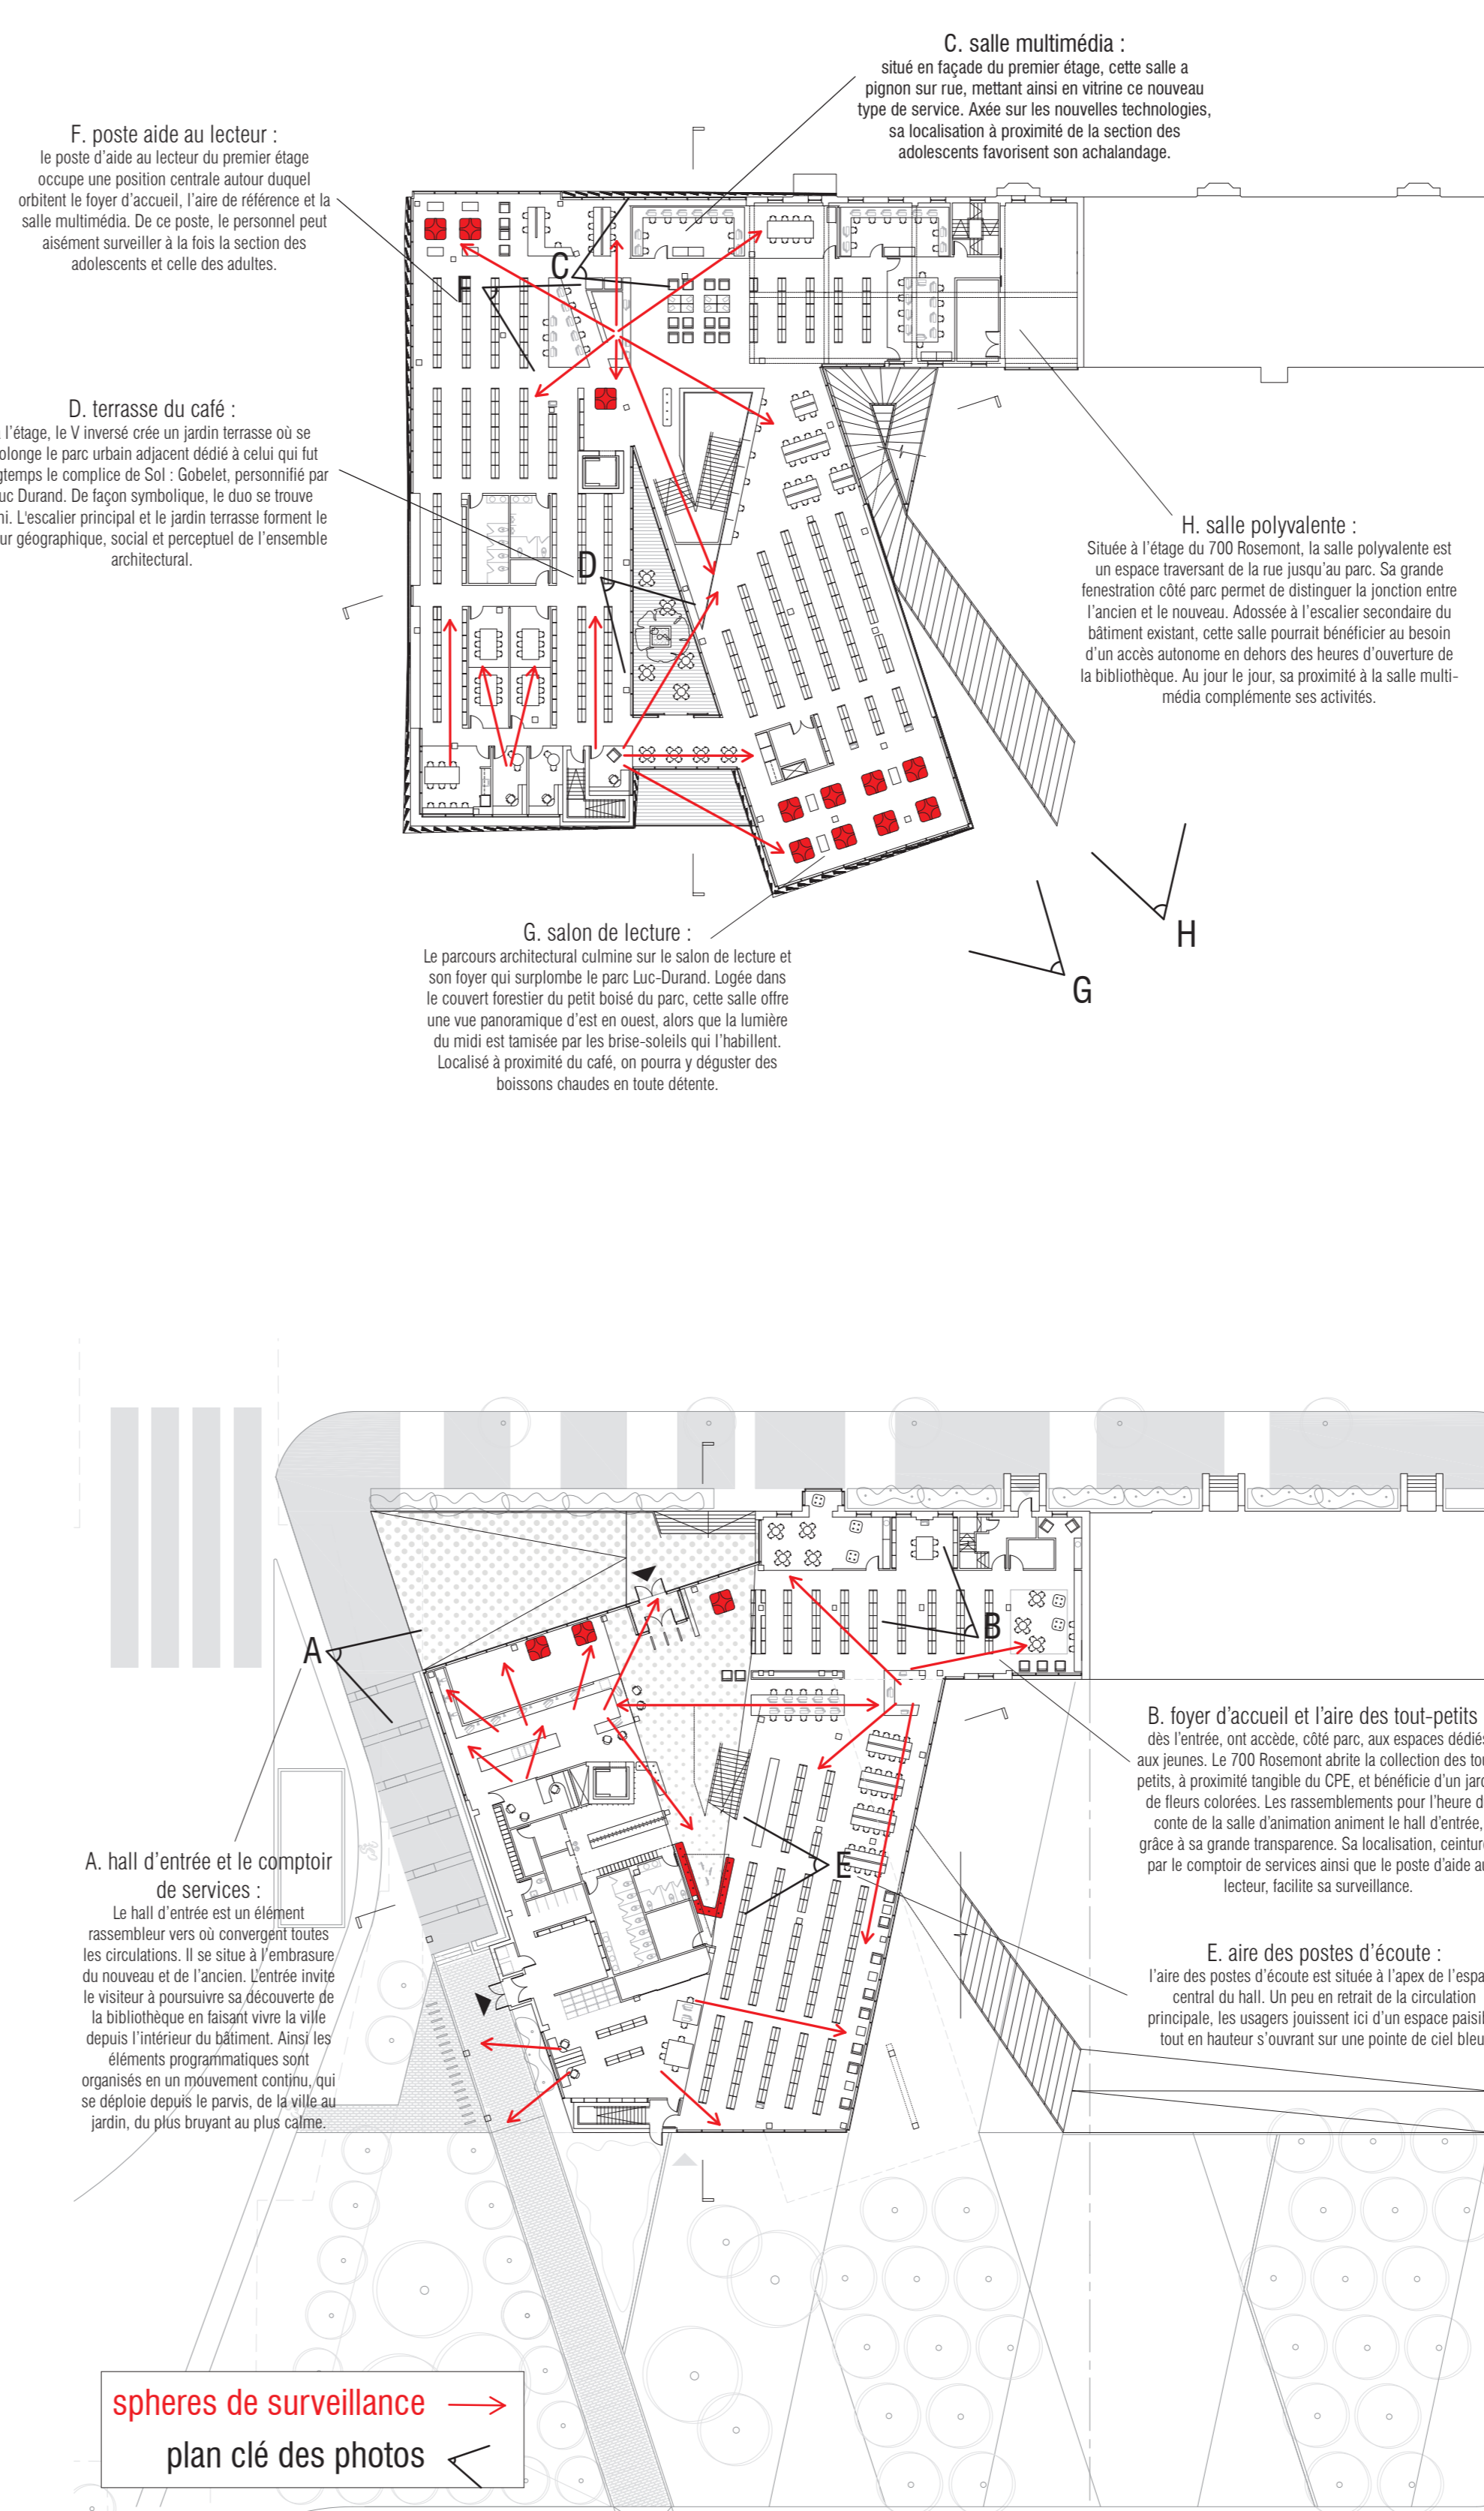 C. salle multimédia :
situé en façade du premier étage, cette salle a
pignon sur rue, mettant ainsi en vitrine ce nouveau
type de service. Axée sur les nouvelles technologies,
sa localisation à proximité de la section des
adolescents favorisent son achalandage.
F. poste aide au lecteur :
le poste d'aide au lecteur du premier étage
occupe une position centrale autour duquel
orbitent le foyer d'accueil, l'aire de référence et la
salle multimédia. De ce poste, le personnel peut
aisément surveiller à la fois la section des
adolescents et celle des adultes.
C
F
D. terrasse du café :
l'étage, le V inversé crée un jardin terrasse où se
olonge le parc urbain adjacent dédié à celui qui fut
gtemps le complice de Sol : Gobelet, personnifié par
uc Durand. De façon symbolique, le duo se trouve
ni. L'escalier principal et le jardin terrasse forment le
ur géographique, social et perceptuel de l'ensemble
architectural.
D
H. salle polyvalente :
Située à l'étage du 700 Rosemont, la salle polyvalente est
un espace traversant de la rue jusqu'au parc. Sa grande
fenestration côté parc permet de distinguer la jonction entre
l'ancien et le nouveau. Adossée à l'escalier secondaire du
bâtiment existant, cette salle pourrait bénéficier au besoin
d'un accès autonome en dehors des heures d'ouverture de
la bibliothèque. Au jour le jour, sa proximité à la salle multi-
média complémente ses activités.
H
G
G. salon de lecture :
Le parcours architectural culmine sur le salon de lecture et
son foyer qui surplombe le parc Luc-Durand. Logée dans
le couvert forestier du petit boisé du parc, cette salle offre
une vue panoramique d'est en ouest, alors que la lumière
du midi est tamisée par les brise-soleils qui l'habillent.
Localisé à proximité du café, on pourra y déguster des
boissons chaudes en toute détente.
A
B
E
B. foyer d'accueil et l'aire des tout-petits
dès l'entrée, ont accède, côté parc, aux espaces dédiés
aux jeunes. Le 700 Rosemont abrite la collection des tou
petits, à proximité tangible du CPE, et bénéficie d'un jard
de fleurs colorées. Les rassemblements pour l'heure d
conte de la salle d'animation animent le hall d'entrée,
grâce à sa grande transparence. Sa localisation, ceintur
par le comptoir de services ainsi que le poste d'aide au
lecteur, facilite sa surveillance.
A. hall d'entrée et le comptoir
de services :
Le hall d'entrée est un élément
rassembleur vers où convergent toutes
les circulations. Il se situe à l'embrasure
du nouveau et de l'ancien. L'entrée invite
le visiteur à poursuivre sa découverte de
la bibliothèque en faisant vivre la ville
depuis l'intérieur du bâtiment. Ainsi les
éléments programmatiques sont
organisés en un mouvement continu, qui
se déploie depuis le parvis, de la ville au
jardin, du plus bruyant au plus calme.
E. aire des postes d'écoute :
l'aire des postes d'écoute est située à l'apex de l'espa
central du hall. Un peu en retrait de la circulation
principale, les usagers jouissent ici d'un espace paisil
tout en hauteur s'ouvrant sur une pointe de ciel bleu
spheres de surveillance
plan clé des photos